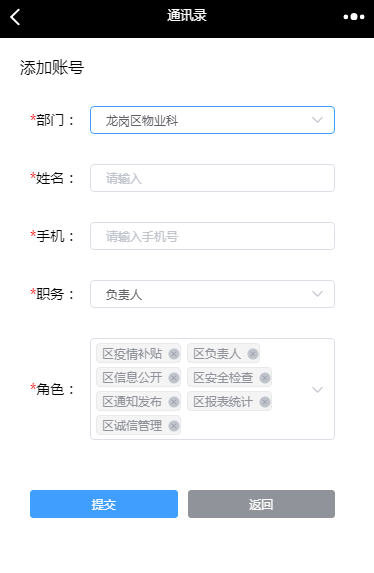 通讯录
添加账号
*部门： 龙岗区物业科
*姓名： 请输入
*手机： 请输入手机号
*职务： 负责人
区疫情补贴 区负责人
区信息公开 区安全检查
*角色：
区通知发布 区报表统计
区诚信管理
提交 返回